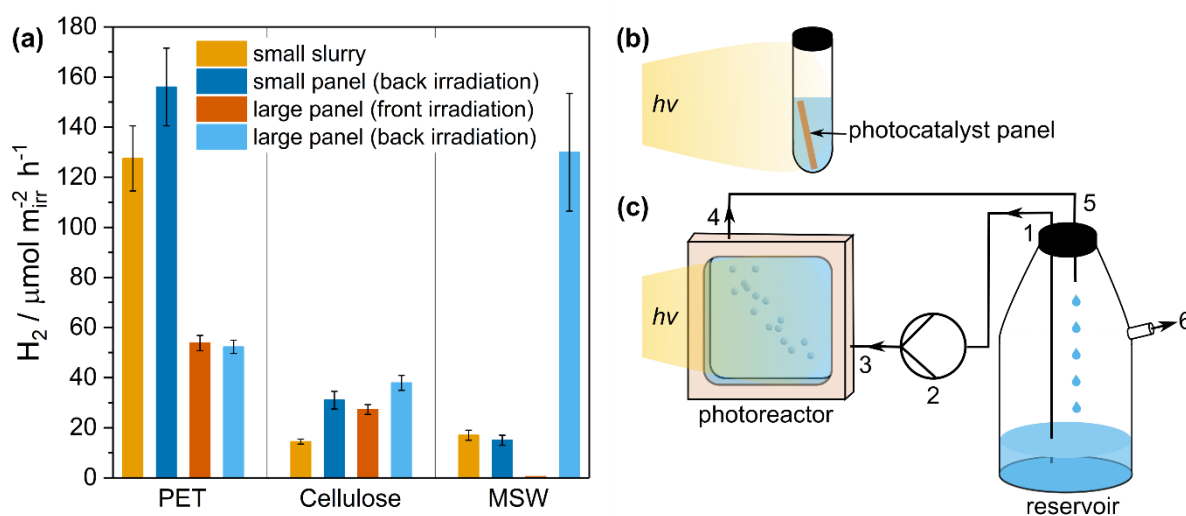 (a)
H₂ / μmol m⁻²irr h⁻¹
180
160
140
120
100
80
60
40
20
0
small slurry
small panel (back irradiation)
large panel (front irradiation)
large panel (back irradiation)
PET Cellulose MSW
(b)
hν
photocatalyst panel
(c)
4
5
1
hν
3
2
6
photoreactor
reservoir